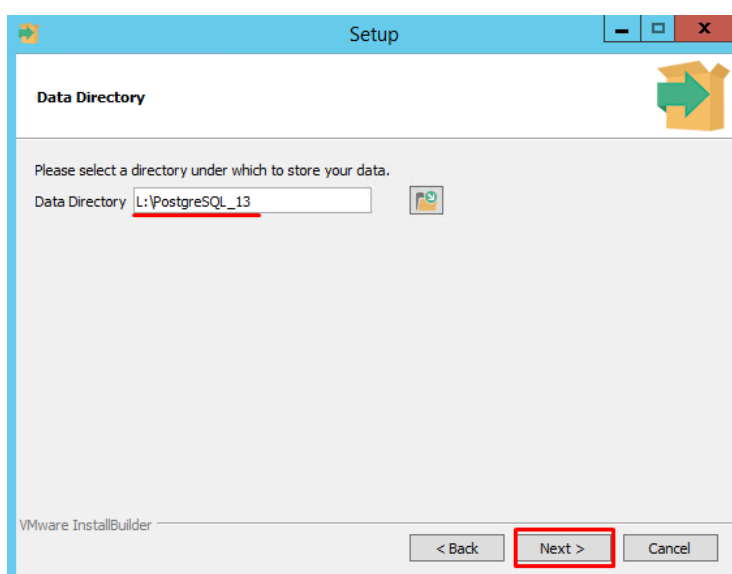 Setup
Data Directory
Please select a directory under which to store your data.
Data Directory L:\PostgreSQL_13
VMware InstallBuilder
< Back Next > Cancel